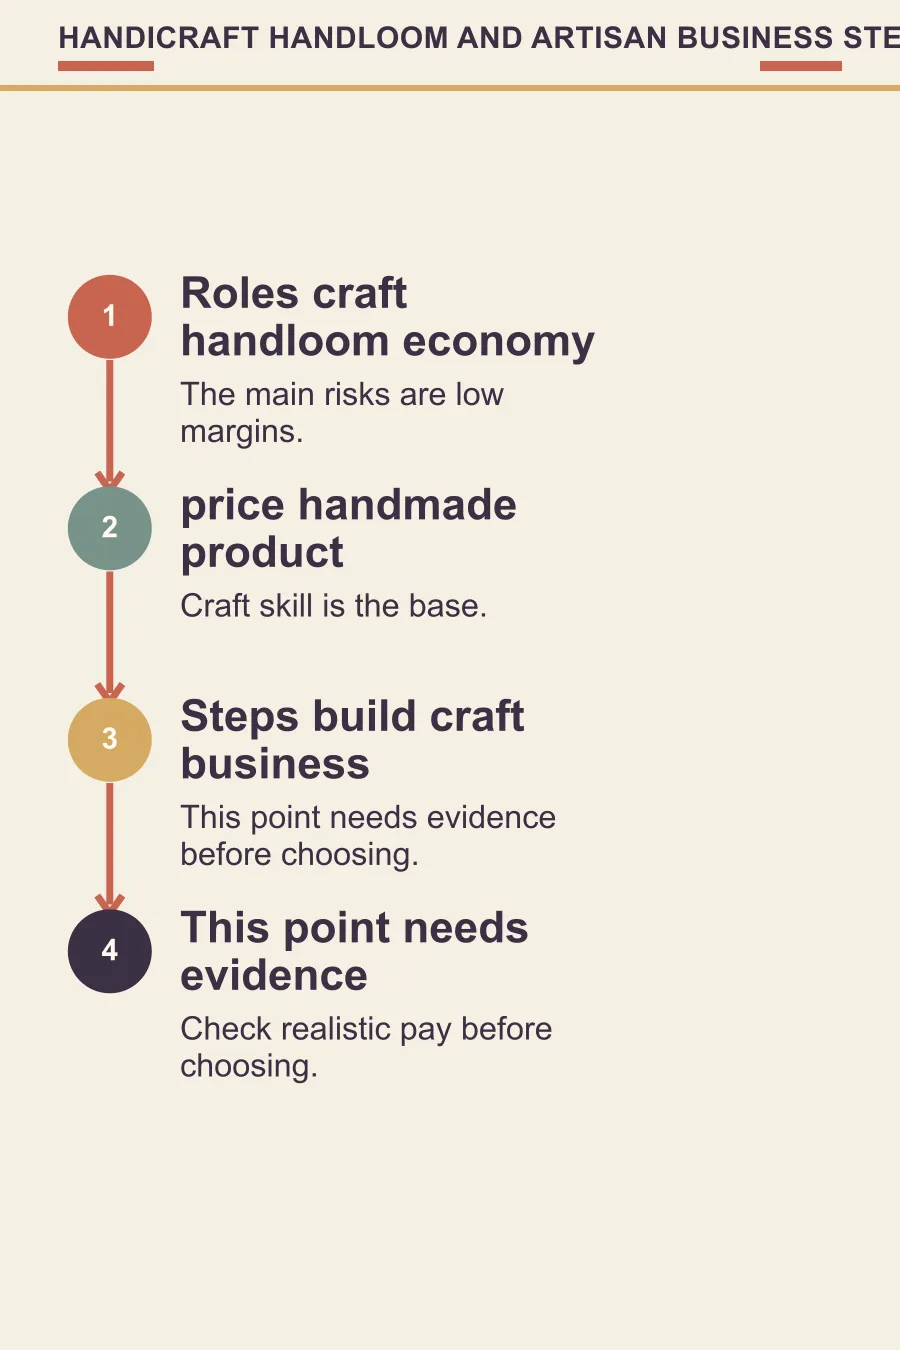 HANDICRAFT HANDLOOM AND ARTISAN BUSINESS STE
1
Roles craft
handloom economy
The main risks are low
margins.
2
price handmade
product
Craft skill is the base.
3
Steps build craft
business
This point needs evidence
before choosing.
4
This point needs
evidence
Check realistic pay before
choosing.